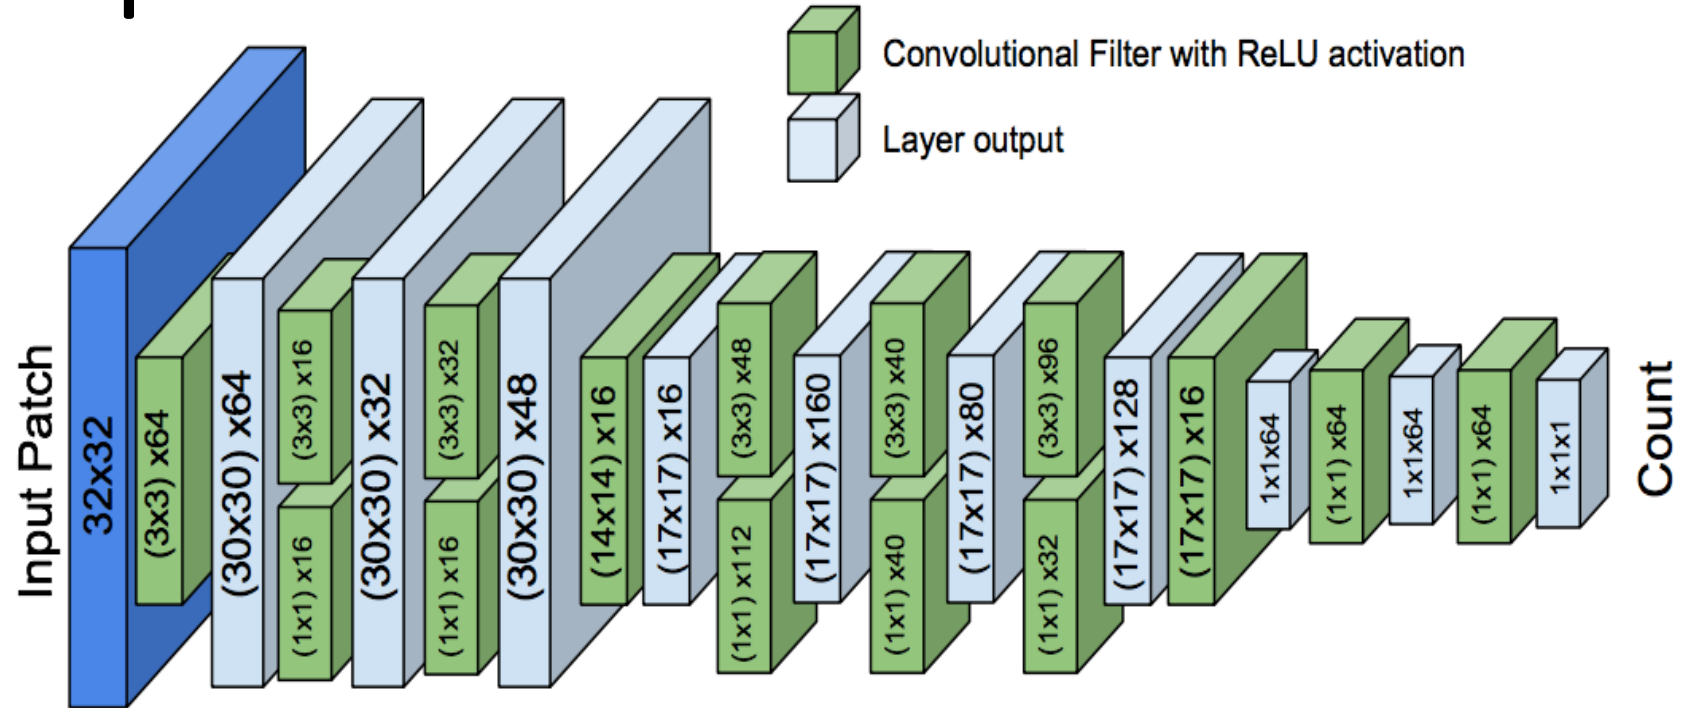 Convolutional Filter with ReLU activation
Layer output
Input Patch
32x32
(3x3) x64
(30x30) x64
(3x3) x16
(1x1) x16
(30x30) x32
(3x3) x32
(1x1) x16
(30x30) x48
(14x14) x16
(17x17) x16
(3x3) x48
(1x1) x112
(17x17) x160
(3x3) x40
(1x1) x40
(17x17) x80
(3x3) x96
(1x1) x32
(17x17) x128
(17x17) x16
1x1x64
(1x1) x64
1x1x64
(1x1) x64
1x1x1
Count